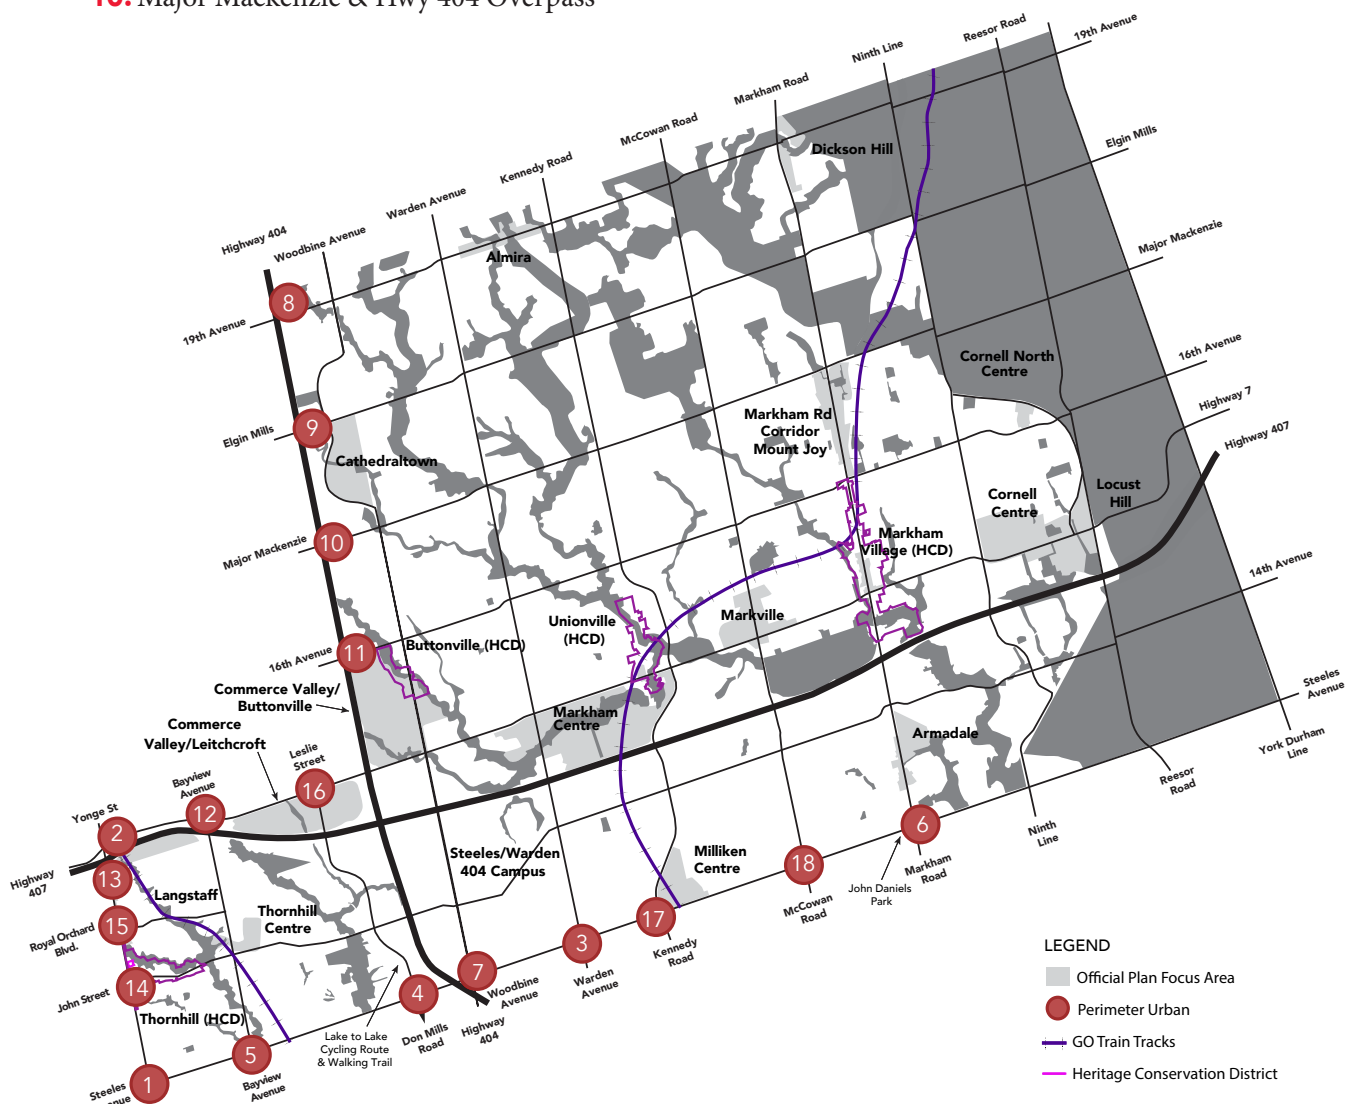 Major Mackenzie & Hwy 404 Overpass
19th Avenue
Reesor Road
Ninth Line
Markham Road
McCowan Road
Kennedy Road
Warden Avenue
Woodbine Avenue
Highway 404
Elgin Mills
Dickson Hill
Major Mackenzie
Almira
8
19th Avenue
16th Avenue
Cornell North
Centre
Highway 7
Markham Rd
Corridor
Mount Joy
Highway 407
9
Elgin Mills
Cathedraltown
Locust
Hill
Cornell
Centre
10
Major Mackenzie
Markham
Village (HCD)
14th Avenue
Markville
Unionville
(HCD)
Buttonville (HCD)
11
16th Avenue
Commerce Valley/
Buttonville
Steeles
Avenue
Markham
Centre
Commerce
Valley/Leitchcroft
Armadale
York Durham
Line
Leslie
Street
Reesor
Road
Bayview
Avenue
16
12
Yonge St
2
6
Ninth
Line
Steeles/Warden
404 Campus
Milliken
Centre
18
Markham
Road
John Daniels
Park
Highway
407
13
Langstaff
McCowan
Road
Thornhill
Centre
15
Royal Orchard
Blvd.
17
3
Kennedy
Road
LEGEND
Official Plan Focus Area
Perimeter Urban
GO Train Tracks
Heritage Conservation District
7
Warden
Avenue
14
John Street
4
Woodbine
Avenue
Thornhill (HCD)
Don Mills
Road
Highway
404
Lake to Lake
Cycling Route
& Walking Trail
5
Bayview
Avenue
1
Steeles